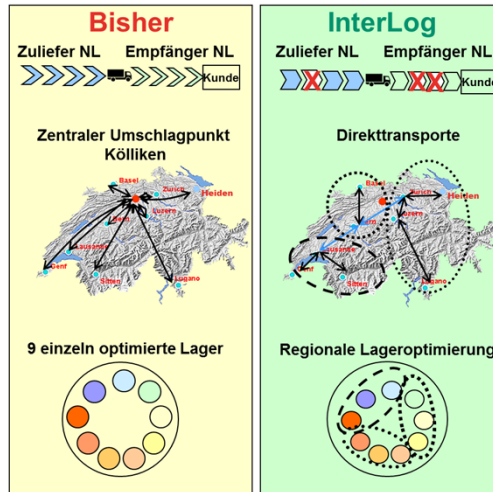 Bisher
Zuliefer NL Empfänger NL
Kunde
Zentraler Umschlagpunkt
Kölliken
Basel
Zürich
Heiden
Bern
Luzern
Lausanne
Genf
Sitten
Lugano
9 einzeln optimierte Lager
InterLog
Zuliefer NL Empfänger NL
Kunde
Direkttransporte
Basel
Zürich
Heiden
Bern
Luzern
Lausanne
Genf
Sitten
Lugano
Regionale Lageroptimierung